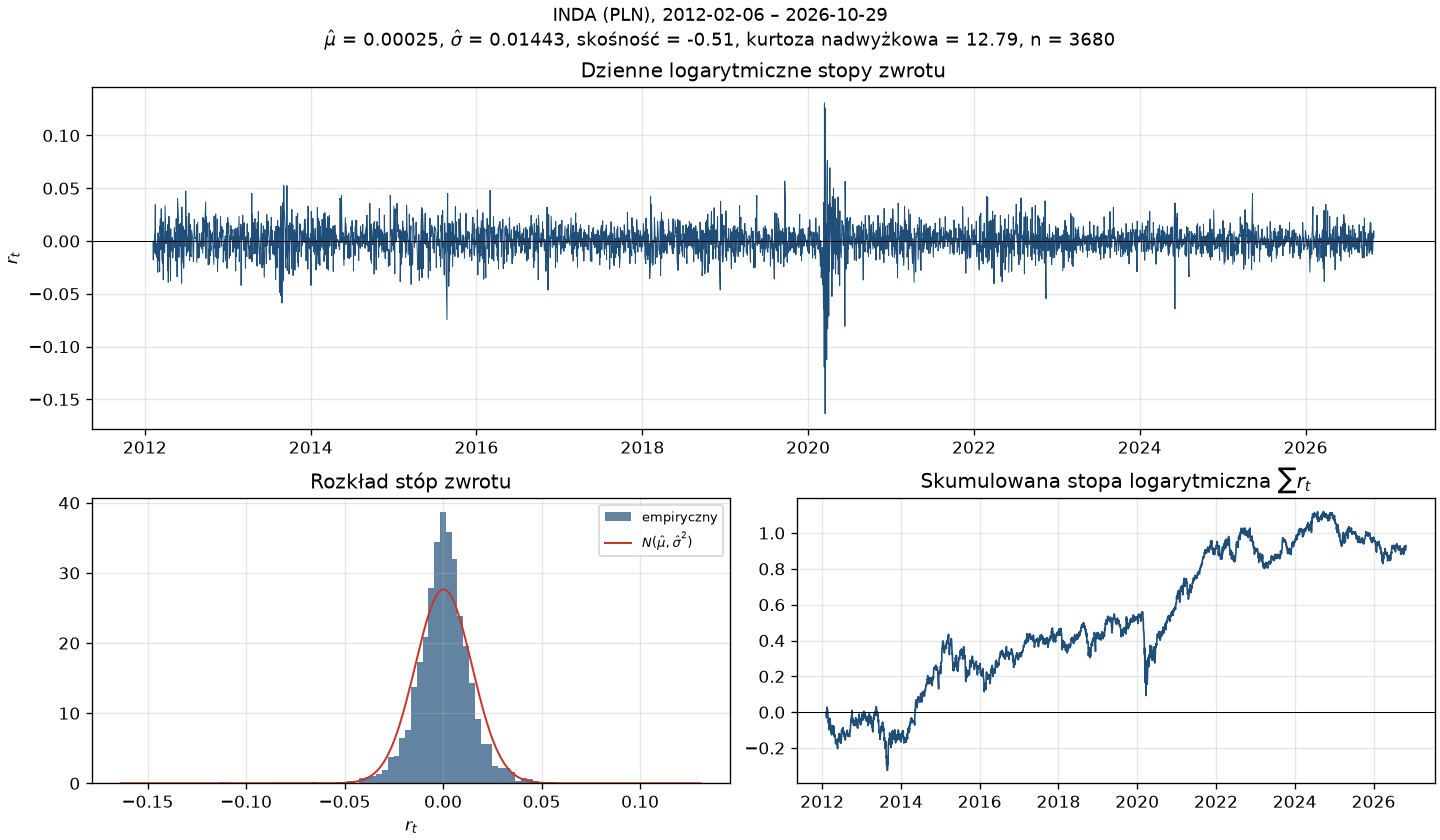 INDA (PLN), 2012-02-06 – 2026-10-29
μ̂ = 0.00025, σ̂ = 0.01443, skośność = -0.51, kurtoza nadwyżkowa = 12.79, n = 3680
Dzienne logarytmiczne stopy zwrotu
0.10
0.05
0.00
−0.05
−0.10
−0.15
r_t
2012 2014 2016 2018 2020 2022 2024 2026
Rozkład stóp zwrotu
40
30
20
10
0
empiryczny
N(μ̂, σ̂²)
−0.15 −0.10 −0.05 0.00 0.05 0.10
r_t
Skumulowana stopa logarytmiczna ∑ r_t
1.0
0.8
0.6
0.4
0.2
0.0
−0.2
2012 2014 2016 2018 2020 2022 2024 2026